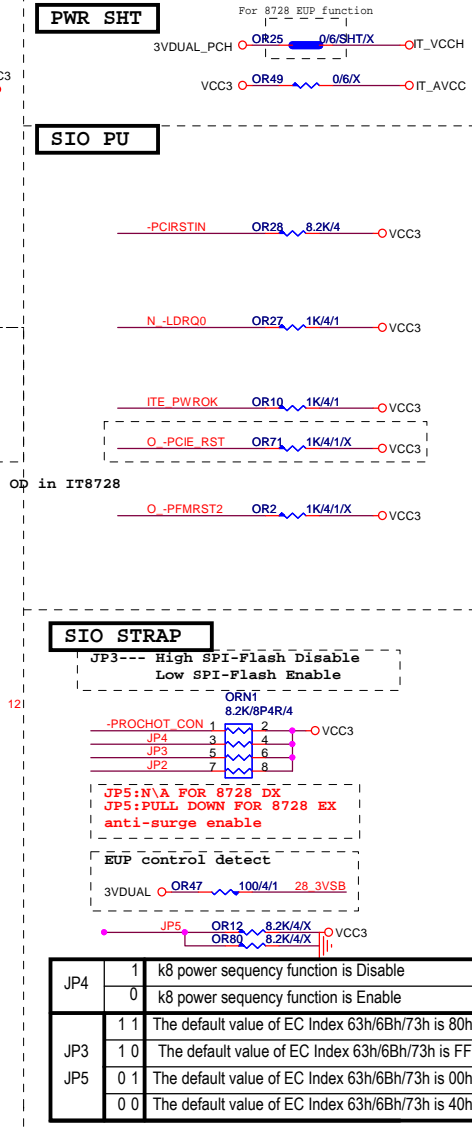 PWR SHT
For 8728 EUP function
3VDUAL_PCH OR25 0/6/SHT/X IT_VCCH
VCC3 OR49 0/6/X IT_AVCC
C3
SIO PU
-PCIRSTIN OR28 8.2K/4 VCC3
N_-LDRQ0 OR27 1K/4/1 VCC3
ITE_PWROK OR10 1K/4/1 VCC3
O_-PCIE_RST OR71 1K/4/1/X VCC3
OD in IT8728
O_-PFMRST2 OR2 1K/4/1/X VCC3
SIO STRAP
JP3--- High SPI-Flash Disable
Low SPI-Flash Enable
12
ORN1
8.2K/8P4R/4
-PROCHOT_CON 1 2 VCC3
JP4 3 4
JP3 5 6
JP2 7 8
JP5:N\A FOR 8728 DX
JP5:PULL DOWN FOR 8728 EX
anti-surge enable
EUP control detect
3VDUAL OR47 100/4/1 28_3VSB
JP5 OR12 8.2K/4/X VCC3
OR80 8.2K/4/X
JP4 1 k8 power sequency function is Disable
0 k8 power sequency function is Enable
1 1 The default value of EC Index 63h/6Bh/73h is 80h
JP3 1 0 The default value of EC Index 63h/6Bh/73h is FF
JP5 0 1 The default value of EC Index 63h/6Bh/73h is 00h
0 0 The default value of EC Index 63h/6Bh/73h is 40h